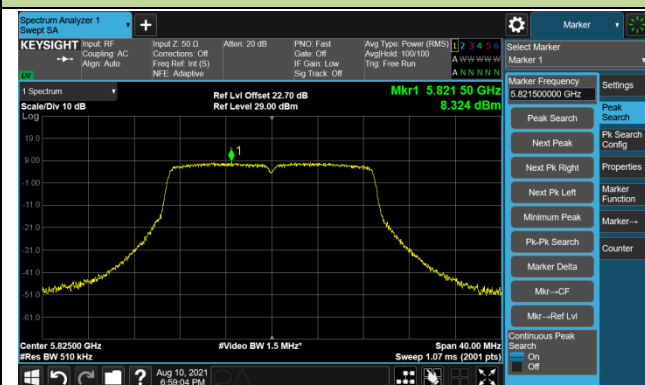 Spectrum Analyzer 1
Swept SA
+
Marker
KEYSIGHT Input: RF Input Z: 50 Ω Atten: 20 dB PNO: Fast Avg Type: Power (RMS) 1 2 3 4 5 6
Coupling: AC Corrections: Off Gate: Off Avg|Hold: 100/100 A W W W W W
Align: Auto Freq Ref: Int (S) IF Gain: Low Trig: Free Run
NFE: Adaptive Sig Track: Off A N N N N N
LXI
Select Marker
Marker 1
1 Spectrum
Ref Lvl Offset 22.70 dB
Mkr1 5.821 50 GHz
Scale/Div 10 dB
Ref Level 29.00 dBm
8.324 dBm
Log
19.0
9.00
-1.00
-11.0
-21.0
-31.0
-41.0
-51.0
-61.0
1
Center 5.82500 GHz
#Video BW 1.5 MHz*
Span 40.00 MHz
#Res BW 510 kHz
Sweep 1.07 ms (2001 pts)
Marker Frequency
5.821500000 GHz
Peak Search
Next Peak
Next Pk Right
Next Pk Left
Minimum Peak
Pk-Pk Search
Marker Delta
Mkr→CF
Mkr→Ref Lvl
Continuous Peak
Search
On
Off
Settings
Peak
Search
Pk Search
Config
Properties
Marker
Function
Marker→
Counter
?
Aug 10, 2021
6:59:04 PM